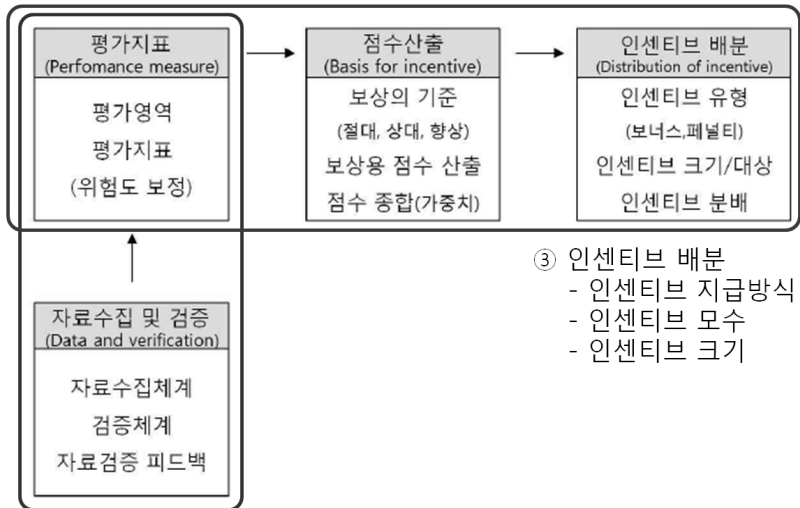 평가지표
(Perfomance measure)
평가영역
평가지표
(위험도 보정)
점수산출
(Basis for incentive)
보상의 기준
(절대, 상대, 향상)
보상용 점수 산출
점수 종합(가중치)
인센티브 배분
(Distribution of incentive)
인센티브 유형
(보너스,페널티)
인센티브 크기/대상
인센티브 분배
자료수집 및 검증
(Data and verification)
자료수집체계
검증체계
자료검증 피드백
③ 인센티브 배분
- 인센티브 지급방식
- 인센티브 모수
- 인센티브 크기